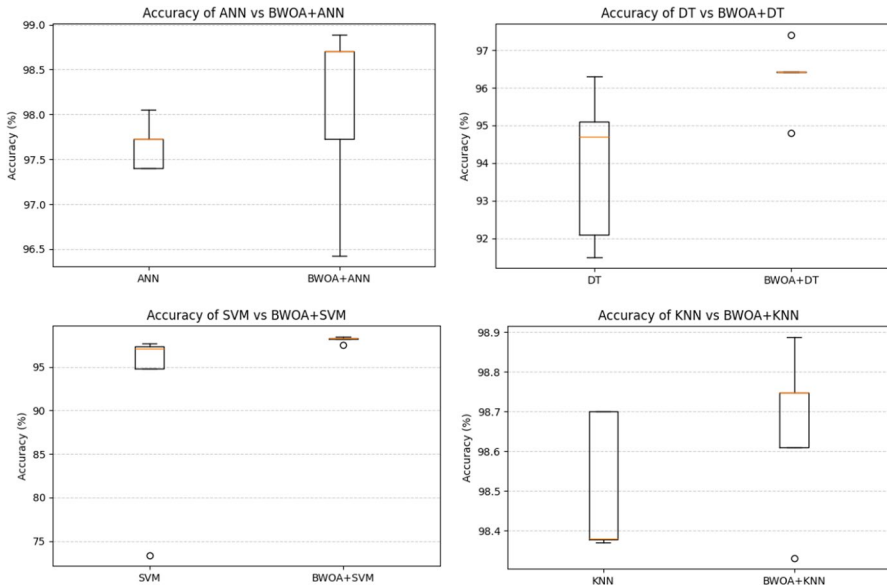 Accuracy of ANN vs BWOA+ANN
Accuracy (%)
99.0
98.5
98.0
97.5
97.0
96.5
ANN
BWOA+ANN
Accuracy of DT vs BWOA+DT
Accuracy (%)
97
96
95
94
93
92
DT
BWOA+DT
Accuracy of SVM vs BWOA+SVM
Accuracy (%)
95
90
85
80
75
SVM
BWOA+SVM
Accuracy of KNN vs BWOA+KNN
Accuracy (%)
98.9
98.8
98.7
98.6
98.5
98.4
KNN
BWOA+KNN